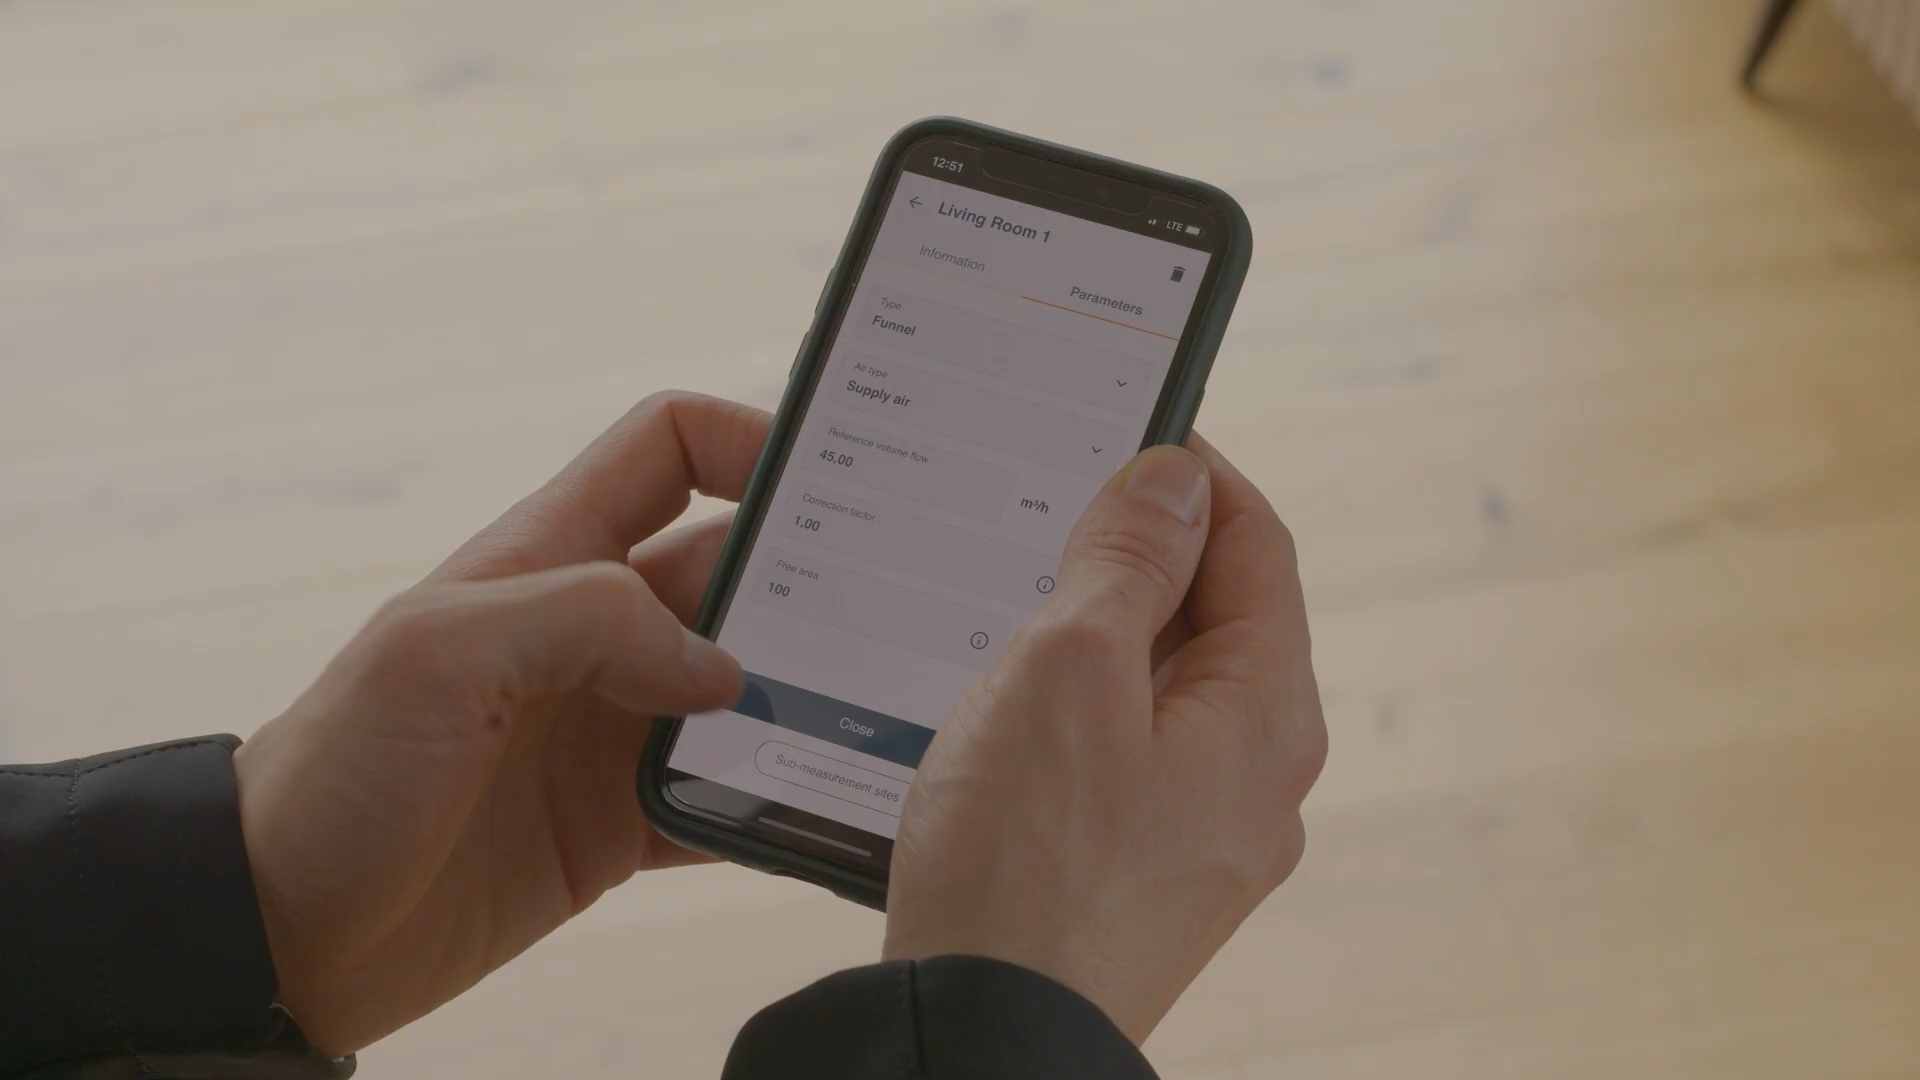 12:51
LTE
Living Room 1
Information
Parameters
Type
Funnel
Air type
Supply air
Reference volume flow
45,00
m³/h
Correction factor
1,00
Free area
100
Close
Sub-measurement sites